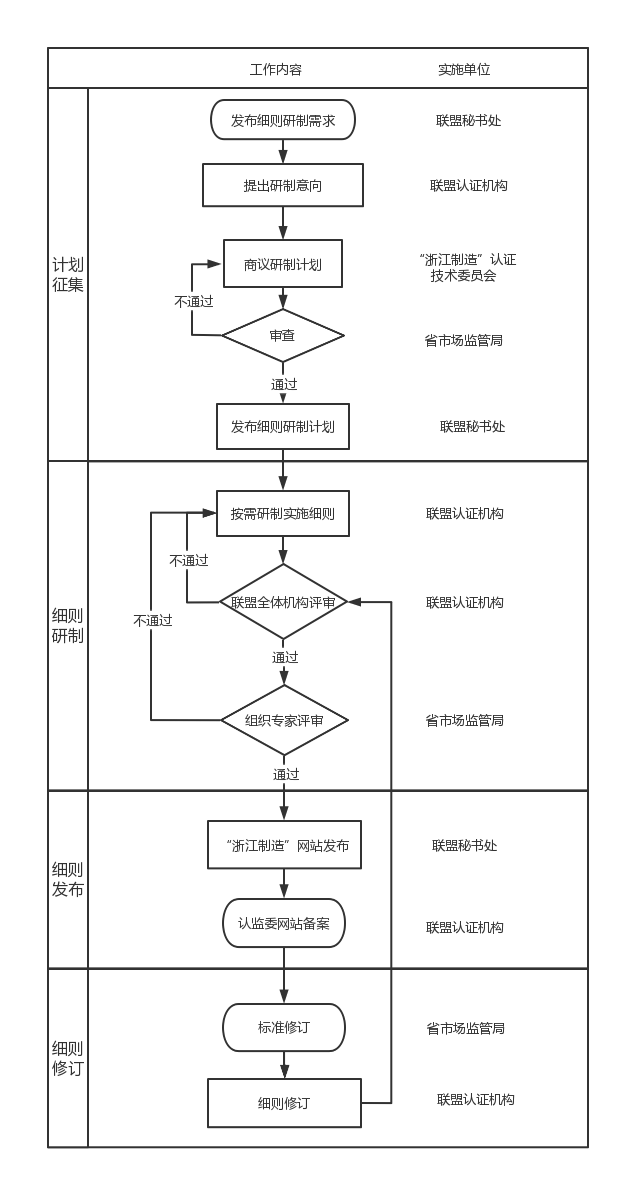 工作内容 实施单位
发布细则研制需求 联盟秘书处
提出研制意向 联盟认证机构
计划
征集
商议研制计划
“浙江制造”认证
技术委员会
不通过
审查 省市场监管局
通过
发布细则研制计划 联盟秘书处
细则
研制
按需研制实施细则 联盟认证机构
不通过
联盟全体机构评审 联盟认证机构
不通过
通过
组织专家评审 省市场监管局
通过
细则
发布
“浙江制造”网站发布 联盟秘书处
认监委网站备案 联盟认证机构
细则
修订
标准修订 省市场监管局
细则修订 联盟认证机构